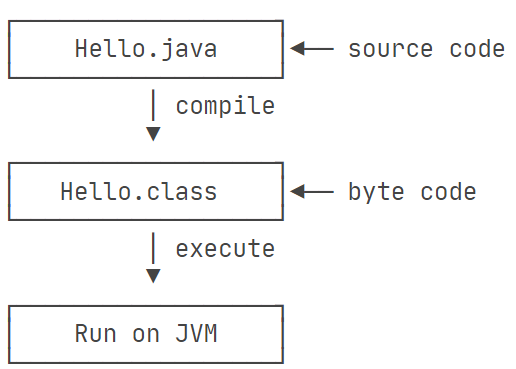 Hello.java source code
compile
Hello.class byte code
execute
Run on JVM